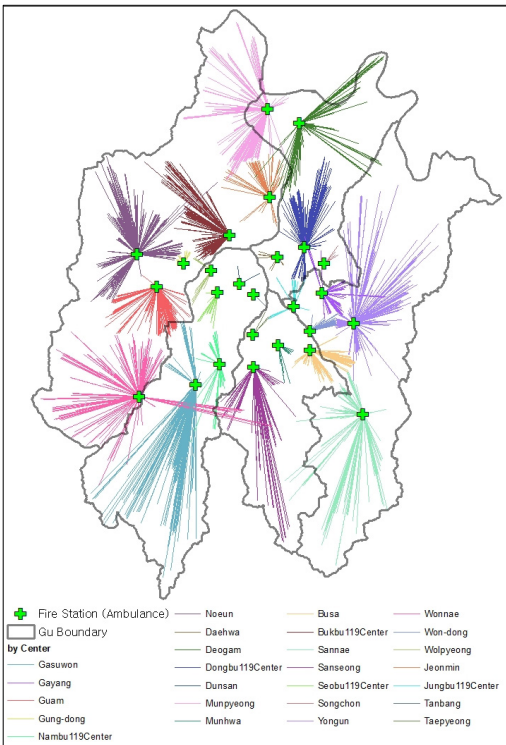 Fire Station (Ambulance)
Gu Boundary
by Center
Gasuwon
Gayang
Guam
Gung-dong
Nambu119Center
Noeun
Daehwa
Deogam
Dongbu119Center
Dunsan
Munpyeong
Munhwa
Busa
Bukbu119Center
Sannae
Sanseong
Seobu119Center
Songchon
Yongun
Wonnae
Won-dong
Wolpyeong
Jeonmin
Jungbu119Center
Tanbang
Taepyeong